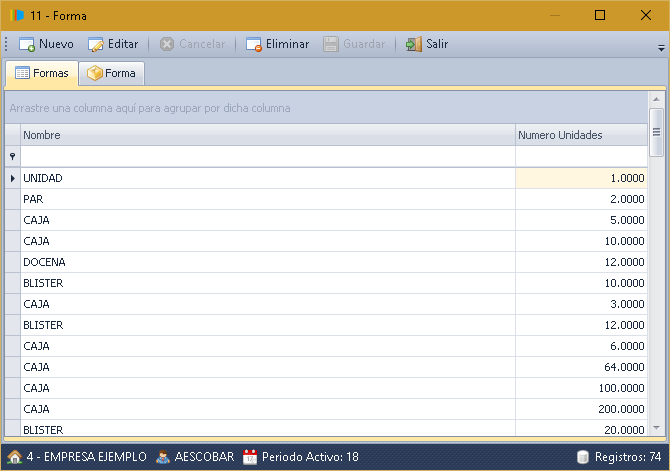 11 - Forma
Nuevo Editar Cancelar Eliminar Guardar Salir
Formas Forma
Arrastre una columna aquí para agrupar por dicha columna
Nombre Numero Unidades
UNIDAD 1.0000
PAR 2.0000
CAJA 5.0000
CAJA 10.0000
DOCENA 12.0000
BLISTER 10.0000
CAJA 3.0000
BLISTER 12.0000
CAJA 6.0000
CAJA 64.0000
CAJA 100.0000
CAJA 200.0000
BLISTER 20.0000
4 - EMPRESA EJEMPLO AESCOBAR Periodo Activo: 18 Registros: 74